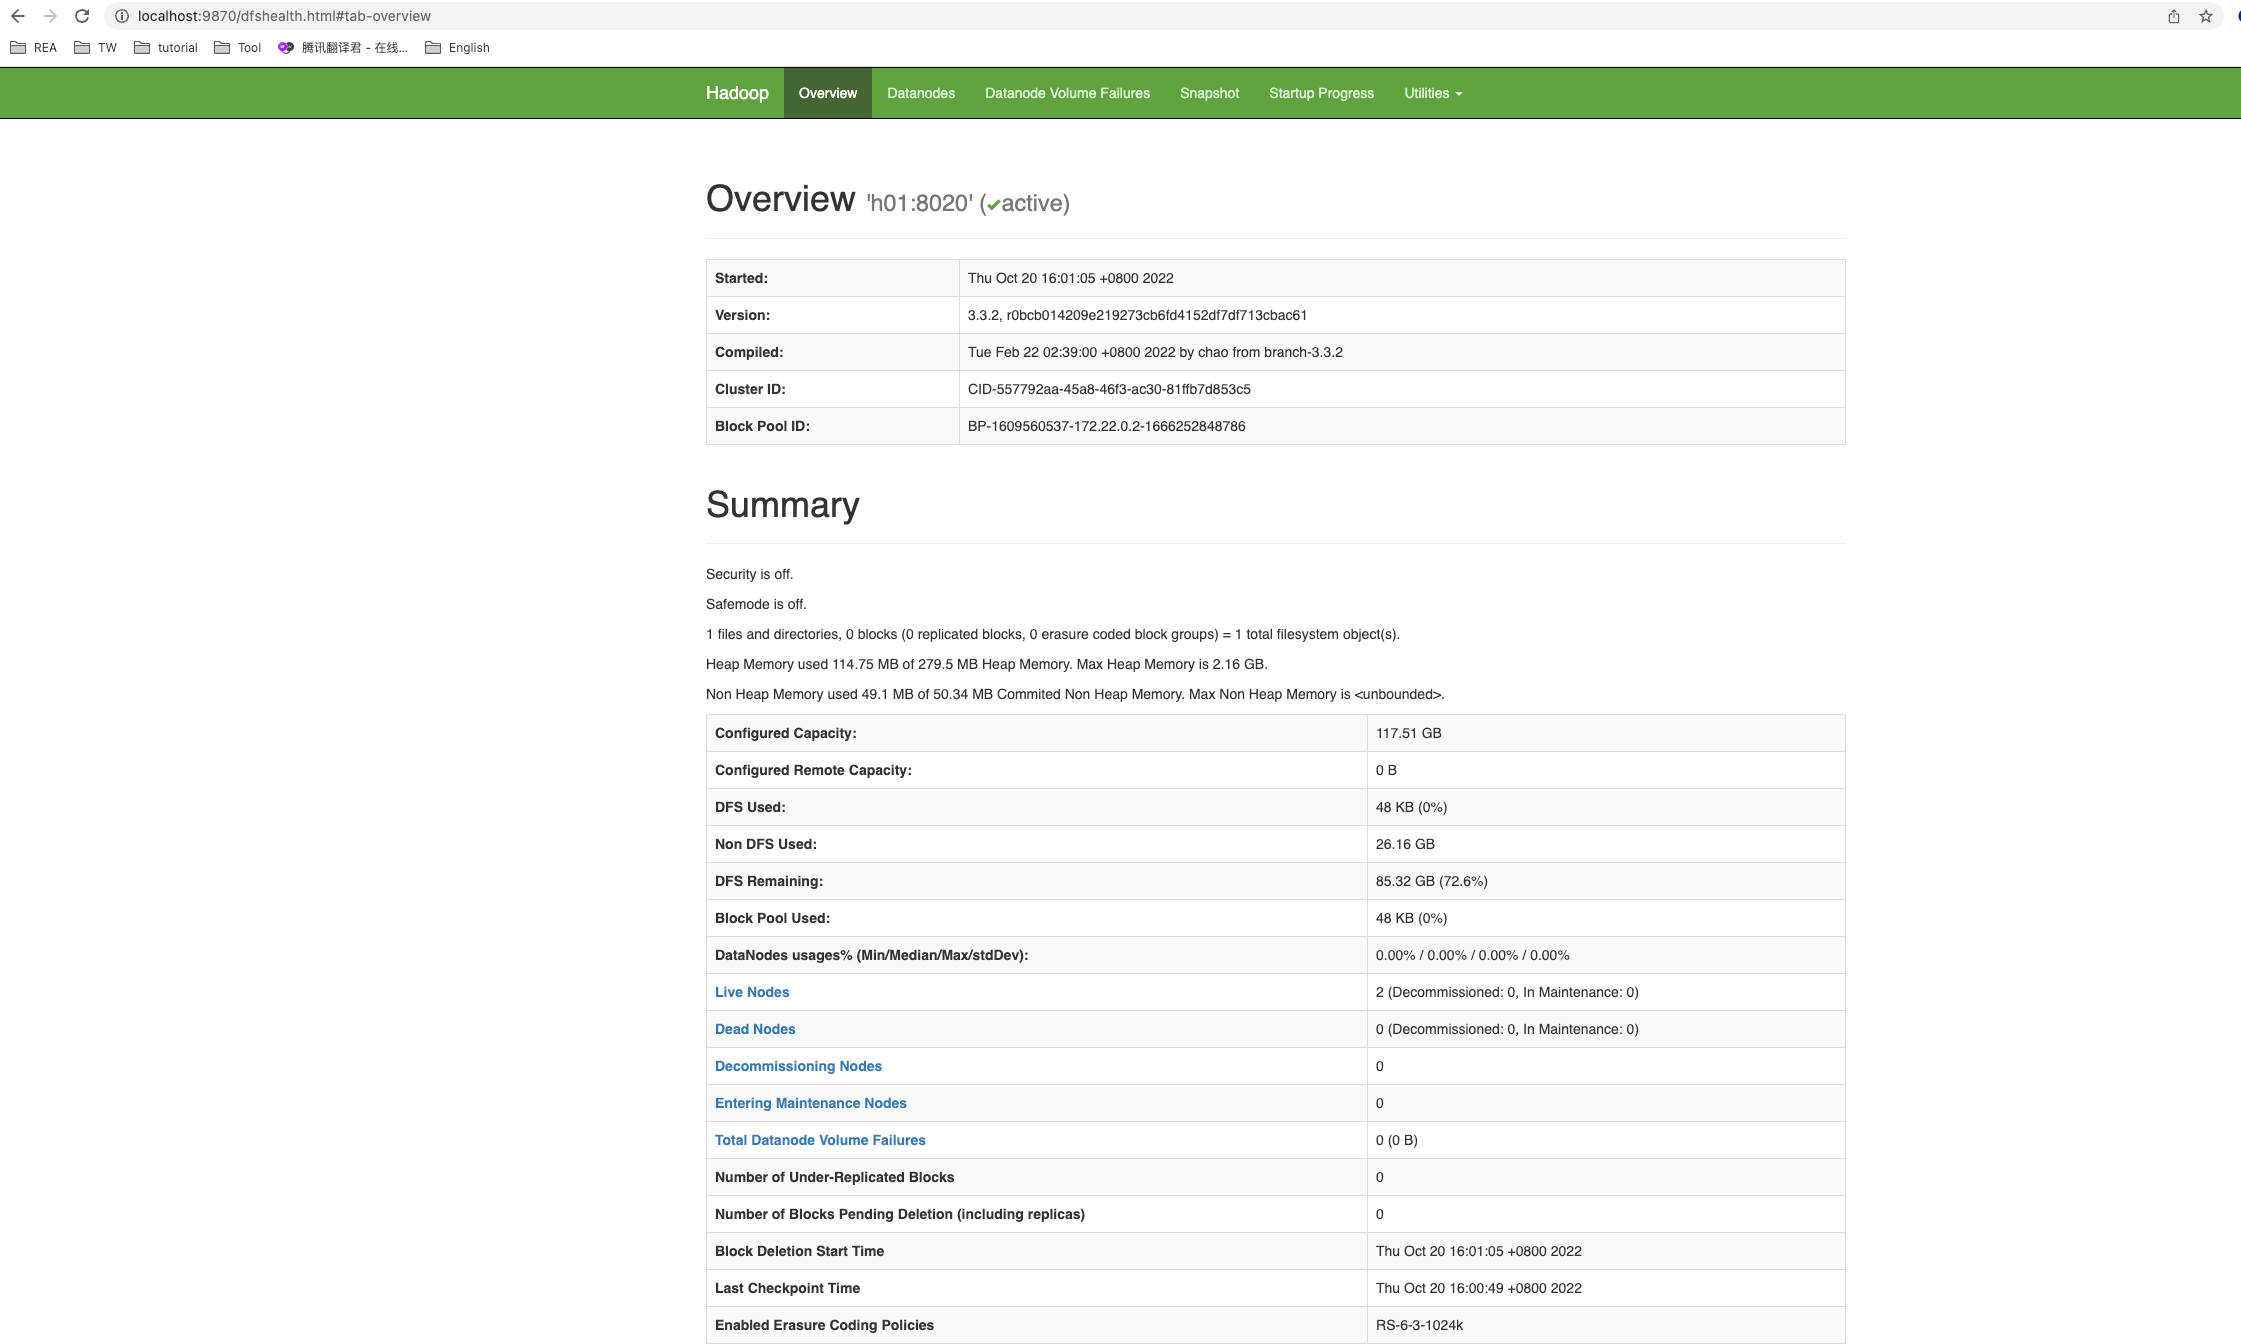 localhost:9870/dfshealth.html#tab-overview
REA TW tutorial Tool 腾讯翻译君 - 在线... English
Hadoop Overview Datanodes Datanode Volume Failures Snapshot Startup Progress Utilities
Overview 'h01:8020' (✔active)
Started: Thu Oct 20 16:01:05 +0800 2022
Version: 3.3.2, r0bcb014209e219273cb6fd4152df7df713cbac61
Compiled: Tue Feb 22 02:39:00 +0800 2022 by chao from branch-3.3.2
Cluster ID: CID-557792aa-45a8-46f3-ac30-81ffb7d853c5
Block Pool ID: BP-1609560537-172.22.0.2-1666252848786
Summary
Security is off.
Safemode is off.
1 files and directories, 0 blocks (0 replicated blocks, 0 erasure coded block groups) = 1 total filesystem object(s).
Heap Memory used 114.75 MB of 279.5 MB Heap Memory. Max Heap Memory is 2.16 GB.
Non Heap Memory used 49.1 MB of 50.34 MB Commited Non Heap Memory. Max Non Heap Memory is <unbounded>.
Configured Capacity: 117.51 GB
Configured Remote Capacity: 0 B
DFS Used: 48 KB (0%)
Non DFS Used: 26.16 GB
DFS Remaining: 85.32 GB (72.6%)
Block Pool Used: 48 KB (0%)
DataNodes usages% (Min/Median/Max/stdDev): 0.00% / 0.00% / 0.00% / 0.00%
Live Nodes 2 (Decommissioned: 0, In Maintenance: 0)
Dead Nodes 0 (Decommissioned: 0, In Maintenance: 0)
Decommissioning Nodes 0
Entering Maintenance Nodes 0
Total Datanode Volume Failures 0 (0 B)
Number of Under-Replicated Blocks 0
Number of Blocks Pending Deletion (including replicas) 0
Block Deletion Start Time Thu Oct 20 16:01:05 +0800 2022
Last Checkpoint Time Thu Oct 20 16:00:49 +0800 2022
Enabled Erasure Coding Policies RS-6-3-1024k